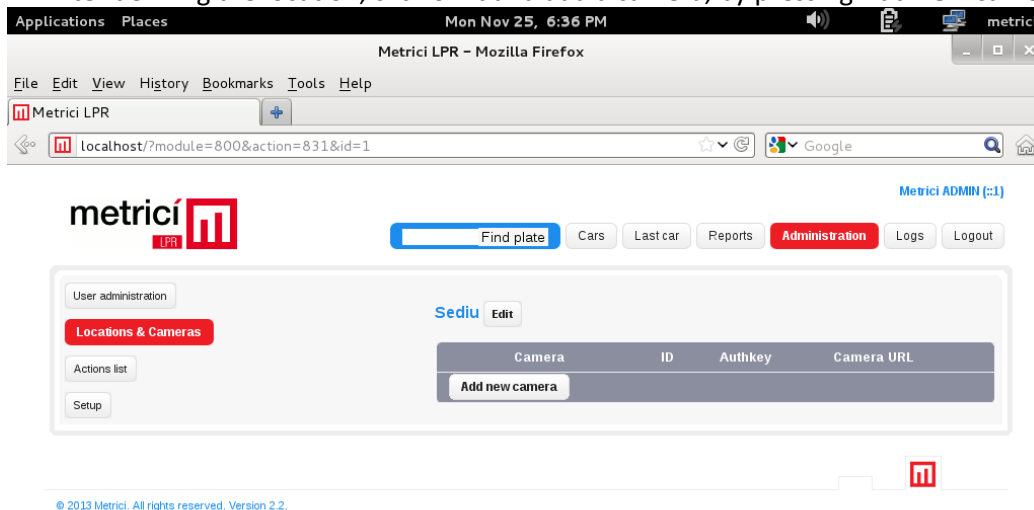 Applications Places Mon Nov 25, 6:36 PM metric
Metrici LPR – Mozilla Firefox
File Edit View History Bookmarks Tools Help
Metrici LPR
localhost/?module=800&action=831&id=1 Google
Metrici ADMIN (::1)
metricí
LPR
Find plate Cars Last car Reports Administration Logs Logout
User administration
Locations & Cameras
Actions list
Setup
Sediu Edit
Camera ID Authkey Camera URL
Add new camera
© 2013 Metrici. All rights reserved. Version 2.2.